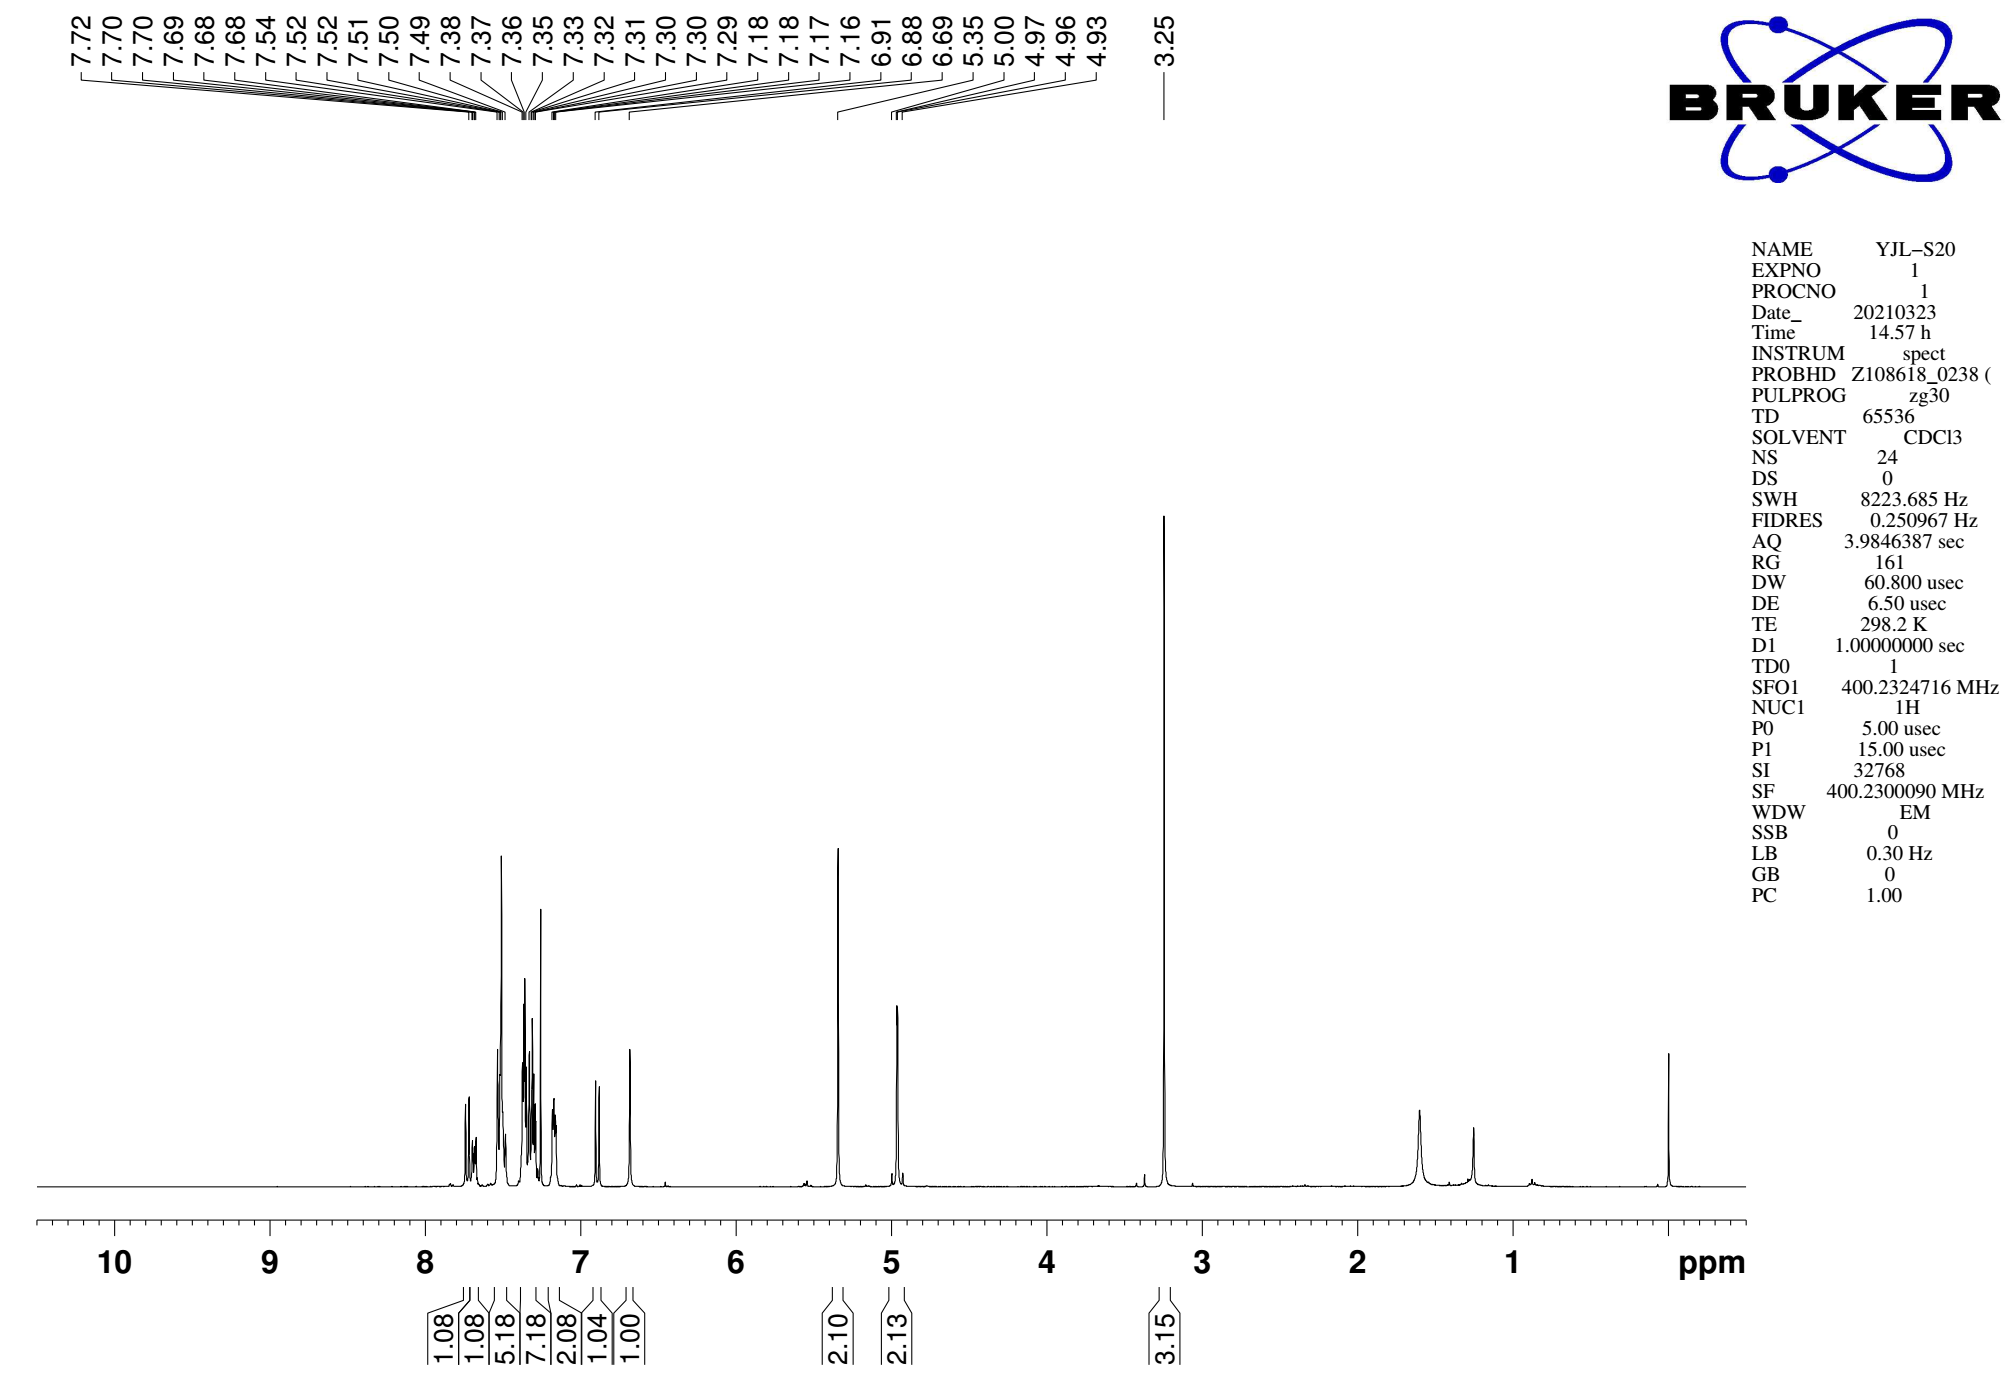 7.72
7.70
7.70
7.69
7.68
7.68
7.54
7.52
7.52
7.51
7.50
7.49
7.38
7.37
7.36
7.35
7.33
7.32
7.31
7.30
7.30
7.29
7.18
7.18
7.17
7.16
6.91
6.88
6.69
5.35
5.00
4.97
4.96
4.93
3.25
BRUKER
NAME YJL−S20
EXPNO 1
PROCNO 1
Date_ 20210323
Time 14.57 h
INSTRUM spect
PROBHD Z108618_0238 (
PULPROG zg30
TD 65536
SOLVENT CDCl3
NS 24
DS 0
SWH 8223.685 Hz
FIDRES 0.250967 Hz
AQ 3.9846387 sec
RG 161
DW 60.800 usec
DE 6.50 usec
TE 298.2 K
D1 1.00000000 sec
TD0 1
SFO1 400.2324716 MHz
NUC1 1H
P0 5.00 usec
P1 15.00 usec
SI 32768
SF 400.2300090 MHz
WDW EM
SSB 0
LB 0.30 Hz
GB 0
PC 1.00
10 9 8 7 6 5 4 3 2 1 ppm
1.08
1.08
5.18
7.18
2.08
1.04
1.00
2.10
2.13
3.15